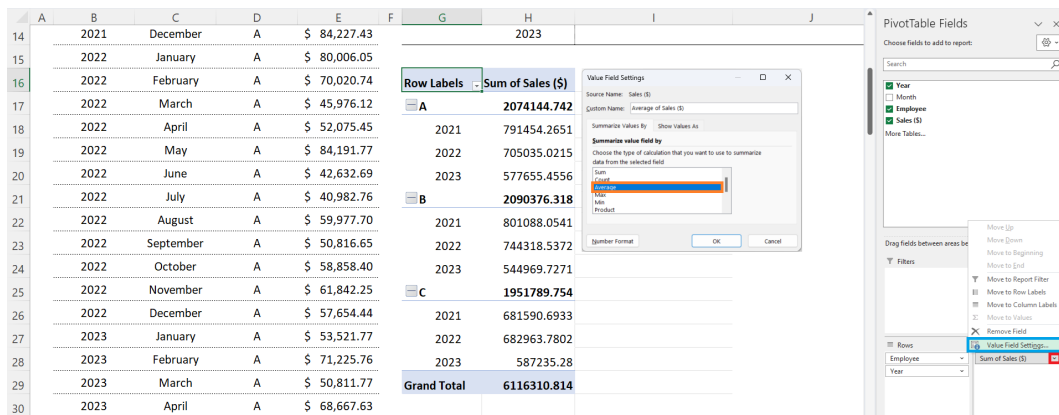 A B C D E F G H I J
14 2021 December A $ 84,227.43 2023
15 2022 January A $ 80,006.05
16 2022 February A $ 70,020.74 Row Labels Sum of Sales ($)
17 2022 March A $ 45,976.12 A 2074144.742
18 2022 April A $ 52,075.45 2021 791454.2651
19 2022 May A $ 84,191.77 2022 705035.0215
20 2022 June A $ 42,632.69 2023 577655.4556
21 2022 July A $ 40,982.76 B 2090376.318
22 2022 August A $ 59,977.70 2021 801088.0541
23 2022 September A $ 50,816.65 2022 744318.5372
24 2022 October A $ 58,858.40 2023 544969.7271
25 2022 November A $ 61,842.25 C 1951789.754
26 2022 December A $ 57,654.44 2021 681590.6933
27 2023 January A $ 53,521.77 2022 682963.7802
28 2023 February A $ 71,225.76 2023 587235.28
29 2023 March A $ 50,811.77 Grand Total 6116310.814
30 2023 April A $ 68,667.63
Value Field Settings
Source Name: Sales ($)
Custom Name: Average of Sales ($)
Summarize Values By Show Values As
Summarize value field by
Choose the type of calculation that you want to use to summarize
data from the selected field
Sum
Count
Average
Max
Min
Product
Number Format OK Cancel
PivotTable Fields
Choose fields to add to report:
Search
Year
Month
Employee
Sales ($)
More Tables...
Drag fields between areas be
Filters
Rows
Employee
Year
Move Up
Move Down
Move to Beginning
Move to End
Move to Report Filter
Move to Row Labels
Move to Column Labels
Move to Values
Remove Field
Value Field Settings...
Sum of Sales ($)